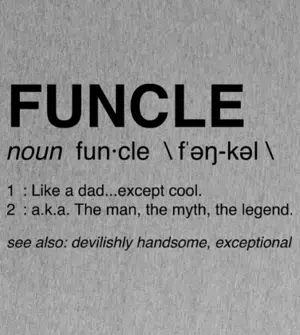 FUNCLE
noun fun·cle \ f'əŋ-kəl \
1 : Like a dad...except cool.
2 : a.k.a. The man, the myth, the legend.
see also: devilishly handsome, exceptional